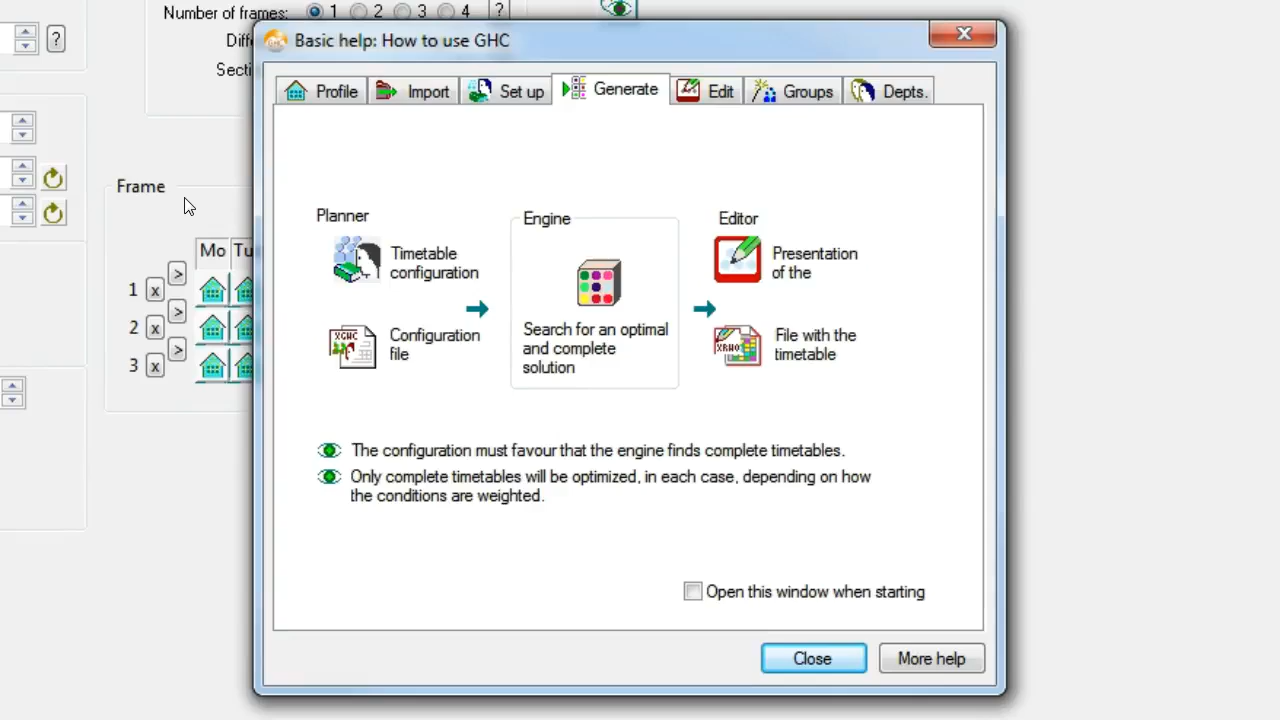 Number of frames: 1 2 3 4 ?
?
Diffe
Secti
Basic help: How to use GHC
Profile Import Set up Generate Edit Groups Depts.
Frame
Mo Tu
>
1 x
>
2 x
>
3 x
Planner
Timetable
configuration
Configuration
file
Engine
Search for an optimal
and complete
solution
Editor
Presentation
of the
File with the
timetable
XGHC
XRHO
The configuration must favour that the engine finds complete timetables.
Only complete timetables will be optimized, in each case, depending on how
the conditions are weighted.
Open this window when starting
Close More help